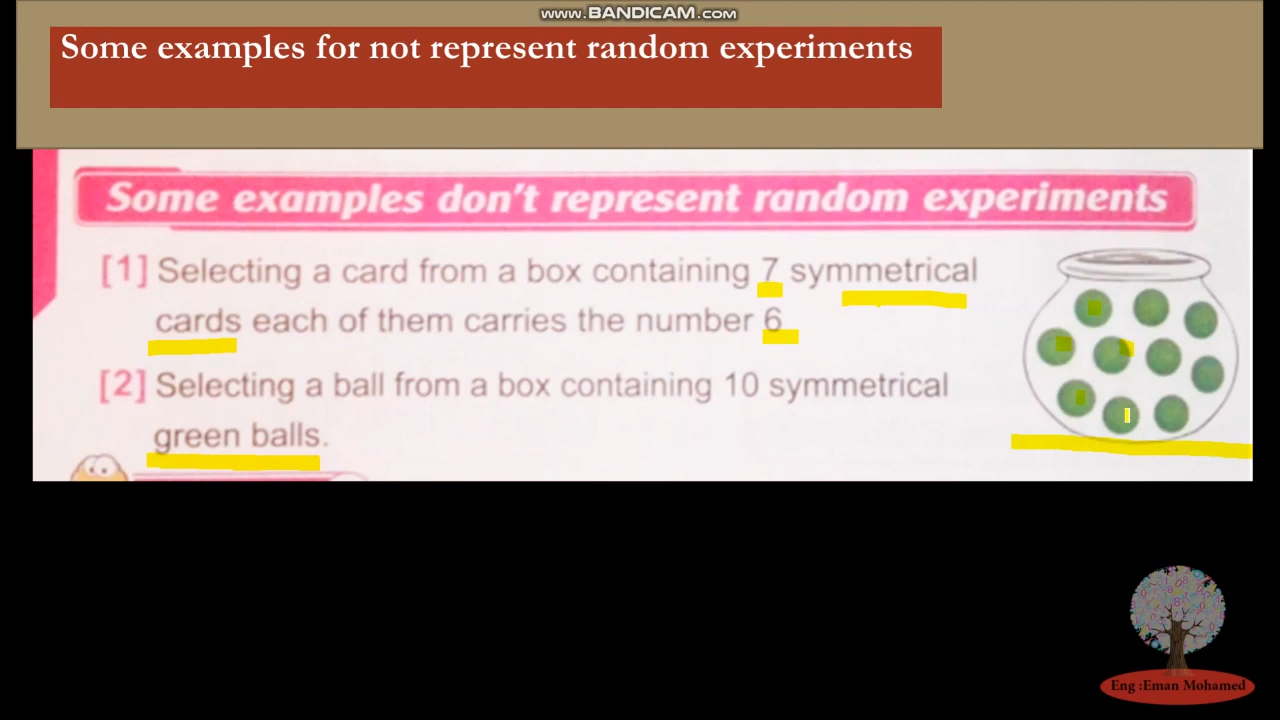 www.BANDICAM.com
Some examples for not represent random experiments
Some examples don't represent random experiments
[1] Selecting a card from a box containing 7 symmetrical
cards each of them carries the number 6
[2] Selecting a ball from a box containing 10 symmetrical
green balls.
Eng :Eman Mohamed